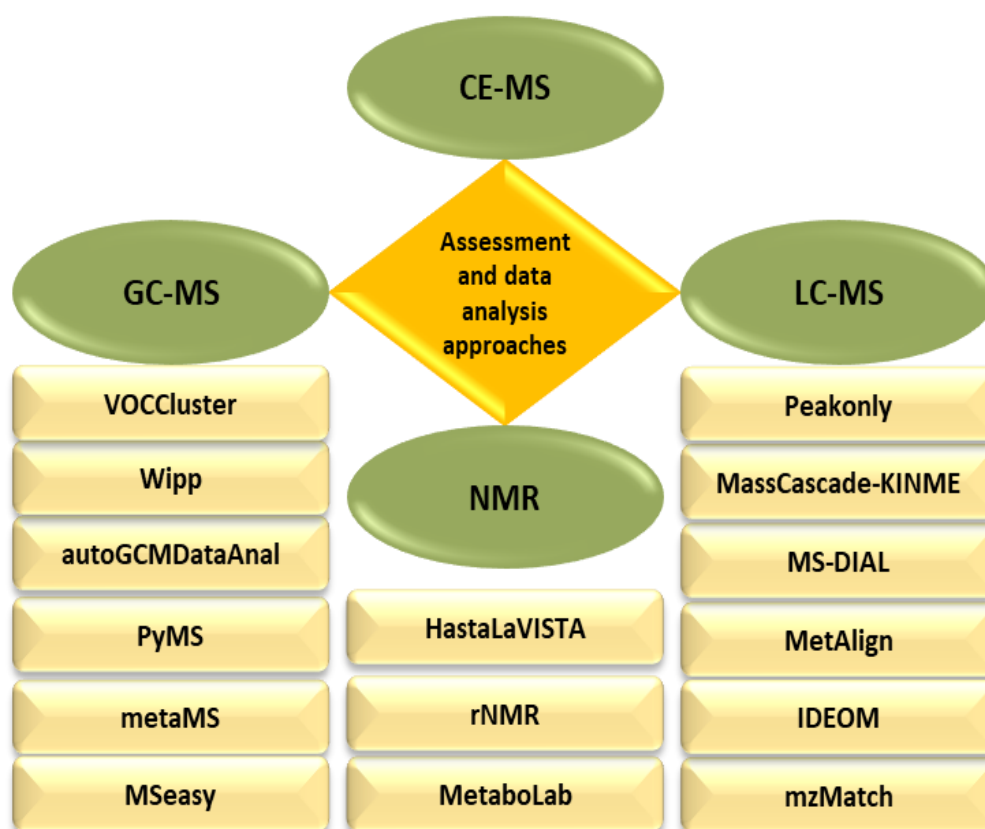 CE-MS
Assessment
and data
analysis
approaches
GC-MS
VOCCluster
Wipp
autoGCMDataAnal
PyMS
metaMS
MSeasy
NMR
HastaLaVISTA
rNMR
MetaboLab
LC-MS
Peakonly
MassCascade-KINME
MS-DIAL
MetAlign
IDEOM
mzMatch